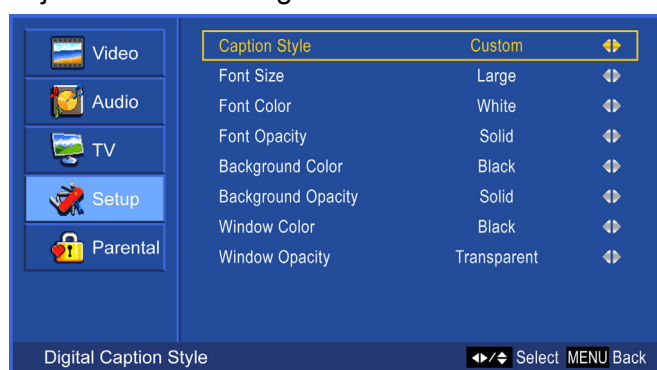 Video
Audio
TV
Setup
Parental
Caption Style Custom
Font Size Large
Font Color White
Font Opacity Solid
Background Color Black
Background Opacity Solid
Window Color Black
Window Opacity Transparent
Digital Caption Style
Select MENU Back